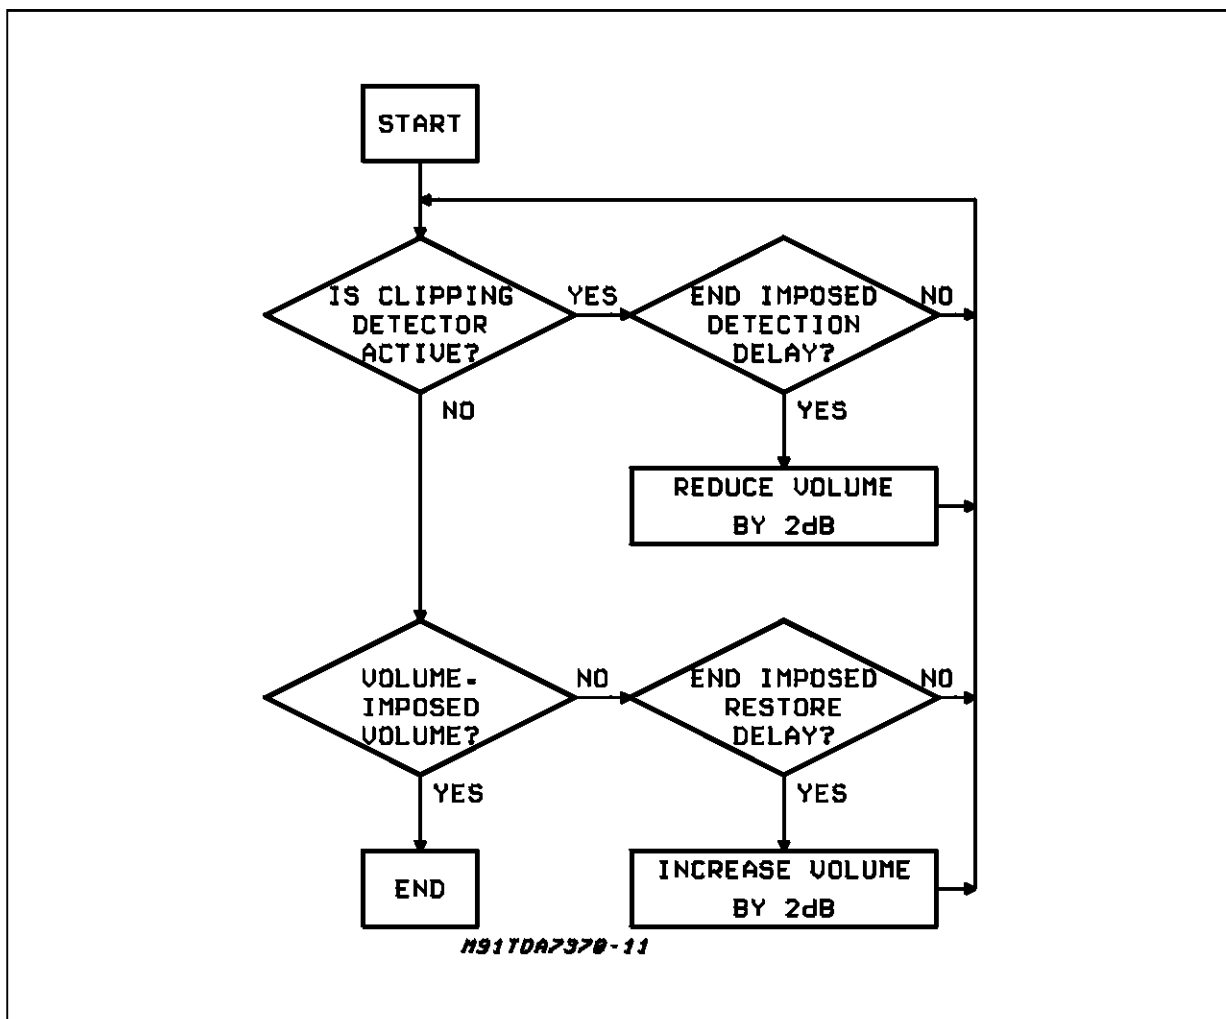 START
IS CLIPPING
DETECTOR
ACTIVE?
YES
END IMPOSED
DETECTION
DELAY?
NO
NO
YES
REDUCE VOLUME
BY 2dB
VOLUME=
IMPOSED
VOLUME?
NO
END IMPOSED
RESTORE
DELAY?
NO
YES
YES
END
INCREASE VOLUME
BY 2dB
M91TDA7370-11